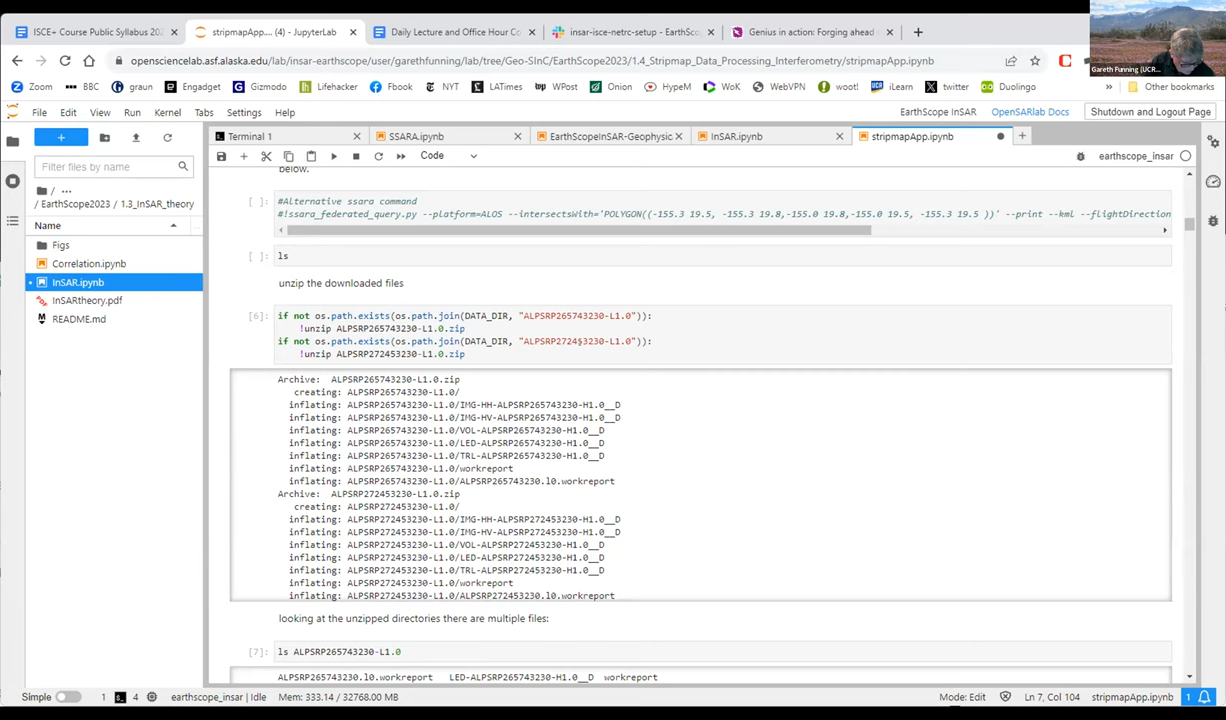 ISCE+ Course Public Syllabus 202
stripmapApp.... (4) - JupyterLab
Daily Lecture and Office Hour C
insar-isce-netrc-setup - EarthSc
Genius in action: Forging ahead
opensciencelab.asf.alaska.edu/lab/insar-earthscope/user/garethfunning/lab/tree/Geo-SInC/EarthScope2023/1.4_Stripmap_Data_Processing_Interferometry/stripmapApp.ipynb
Gareth Funning (UCR...
Zoom
BBC
graun
Engadget
Gizmodo
Lifehacker
Fbook
NYT
LATimes
WPost
Onion
HypeM
WoK
WebVPN
woot!
iLearn
twitter
Duolingo
»
Other bookmarks
File Edit View Run Kernel Tabs Settings Help
EarthScope InSAR
OpenSARlab Docs
Shutdown and Logout Page
Terminal 1
SSARA.ipynb
EarthScopeInSAR-Geophysic
InSAR.ipynb
stripmapApp.ipynb
Code
earthscope_insar
Filter files by name
/ ...
/ EarthScope2023 / 1.3_InSAR_theory
Name
Figs
Correlation.ipynb
InSAR.ipynb
InSARtheory.pdf
README.md
below.
[ ]: #Alternative ssara command
#!ssara_federated_query.py --platform=ALOS --intersectsWith='POLYGON((-155.3 19.5, -155.3 19.8,-155.0 19.8,-155.0 19.5, -155.3 19.5 ))' --print --kml --flightDirection
[ ]: ls
unzip the downloaded files
[6]: if not os.path.exists(os.path.join(DATA_DIR, "ALPSRP265743230-L1.0")):
!unzip ALPSRP265743230-L1.0.zip
if not os.path.exists(os.path.join(DATA_DIR, "ALPSRP272453230-L1.0")):
!unzip ALPSRP272453230-L1.0.zip
Archive: ALPSRP265743230-L1.0.zip
creating: ALPSRP265743230-L1.0/
inflating: ALPSRP265743230-L1.0/IMG-HH-ALPSRP265743230-H1.0__D
inflating: ALPSRP265743230-L1.0/IMG-HV-ALPSRP265743230-H1.0__D
inflating: ALPSRP265743230-L1.0/VOL-ALPSRP265743230-H1.0__D
inflating: ALPSRP265743230-L1.0/LED-ALPSRP265743230-H1.0__D
inflating: ALPSRP265743230-L1.0/TRL-ALPSRP265743230-H1.0__D
inflating: ALPSRP265743230-L1.0/workreport
inflating: ALPSRP265743230-L1.0/ALPSRP265743230.l0.workreport
Archive: ALPSRP272453230-L1.0.zip
creating: ALPSRP272453230-L1.0/
inflating: ALPSRP272453230-L1.0/IMG-HH-ALPSRP272453230-H1.0__D
inflating: ALPSRP272453230-L1.0/IMG-HV-ALPSRP272453230-H1.0__D
inflating: ALPSRP272453230-L1.0/VOL-ALPSRP272453230-H1.0__D
inflating: ALPSRP272453230-L1.0/LED-ALPSRP272453230-H1.0__D
inflating: ALPSRP272453230-L1.0/TRL-ALPSRP272453230-H1.0__D
inflating: ALPSRP272453230-L1.0/workreport
inflating: ALPSRP272453230-L1.0/ALPSRP272453230.l0.workreport
looking at the unzipped directories there are multiple files:
[7]: ls ALPSRP265743230-L1.0
ALPSRP265743230.l0.workreport LED-ALPSRP265743230-H1.0__D workreport
Simple
1
4
earthscope_insar | Idle
Mem: 333.14 / 32768.00 MB
Mode: Edit
Ln 7, Col 104
stripmapApp.ipynb
1